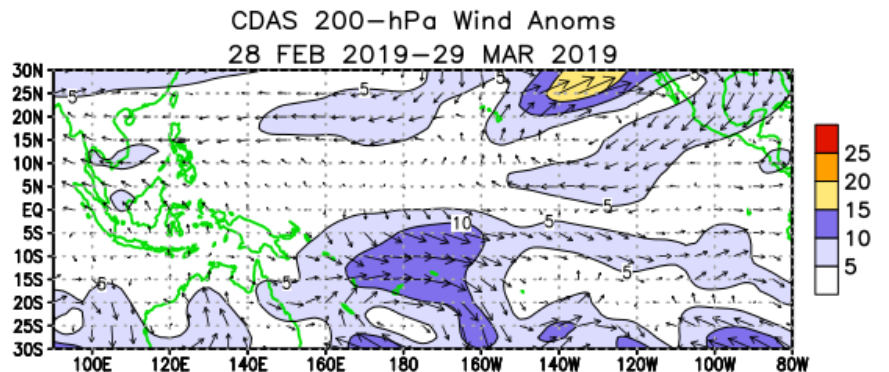 CDAS 200-hPa Wind Anoms
28 FEB 2019-29 MAR 2019
30N
25N
20N
15N
10N
5N
EQ
5S
10S
15S
20S
25S
30S
5
5
5
5
5
10
5
5
5
100E 120E 140E 160E 180 160W 140W 120W 100W 80W
25
20
15
10
5